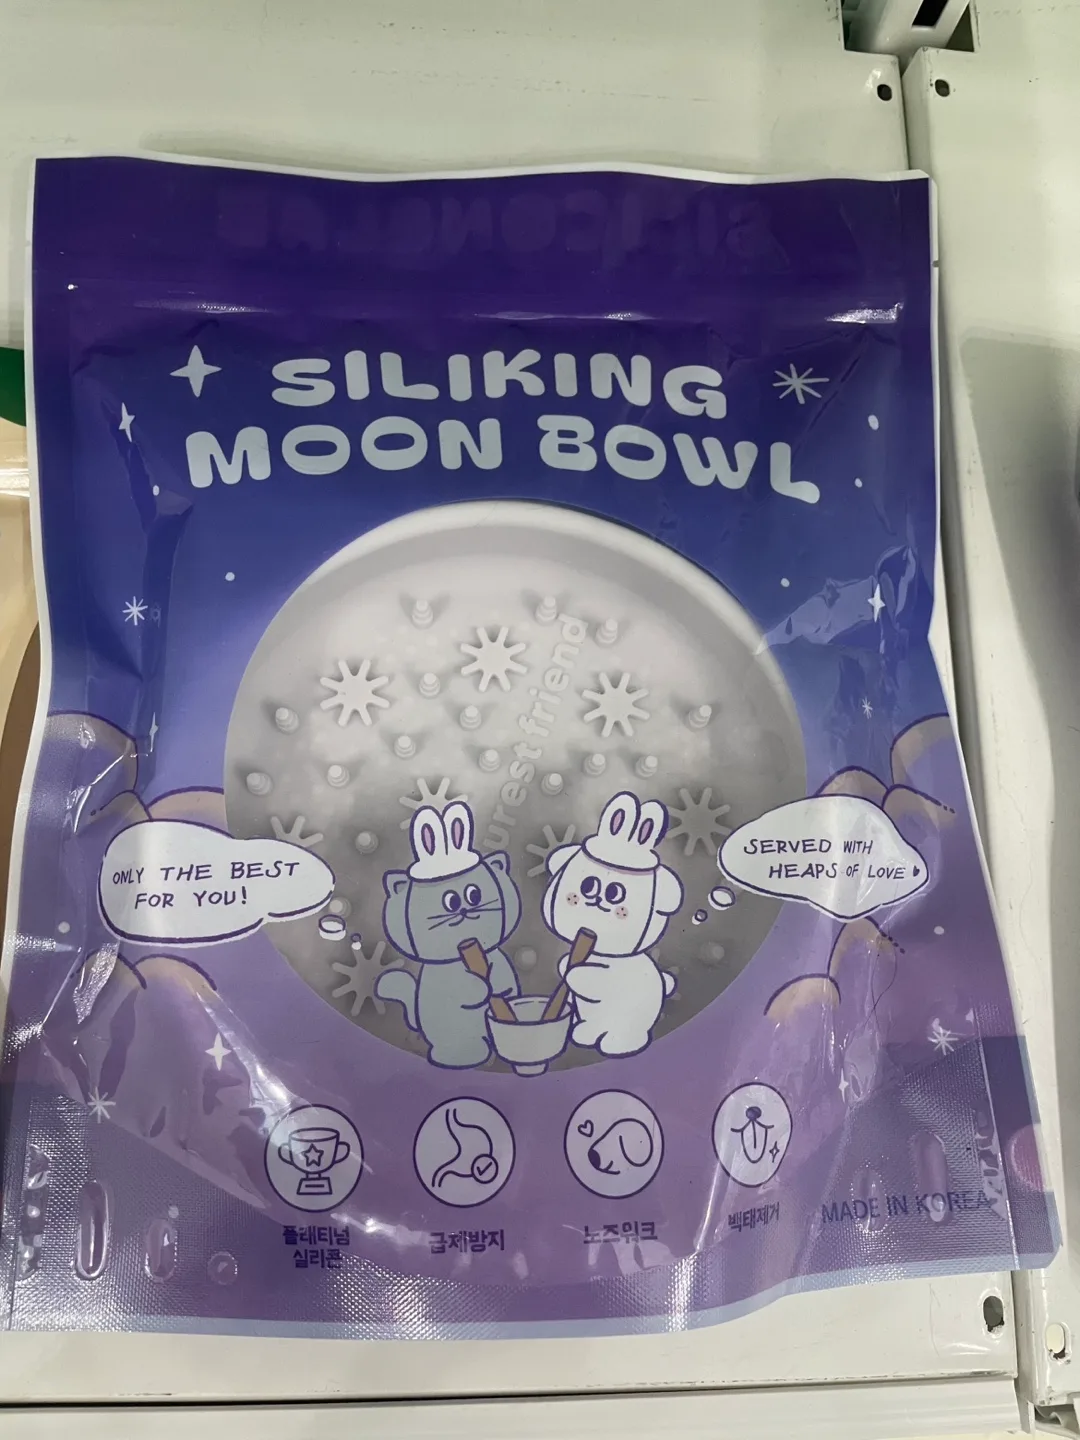 SILIKING
MOON BOWL
purest friend
ONLY THE BEST
FOR YOU!
SERVED WITH
HEAPS OF LOVE
플래티넘
실리콘
급체방지
노즈워크
백태제거
MADE IN KOREA